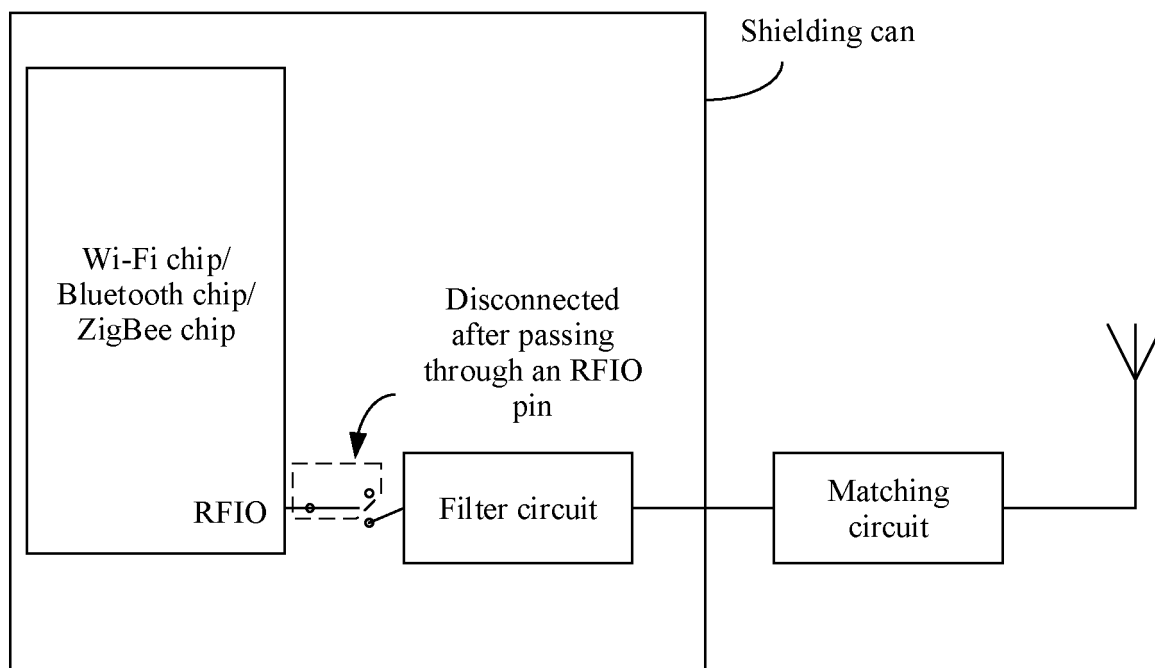 Shielding can
Wi-Fi chip/
Bluetooth chip/
ZigBee chip
Disconnected
after passing
through an RFIO
pin
RFIO
Filter circuit
Matching
circuit